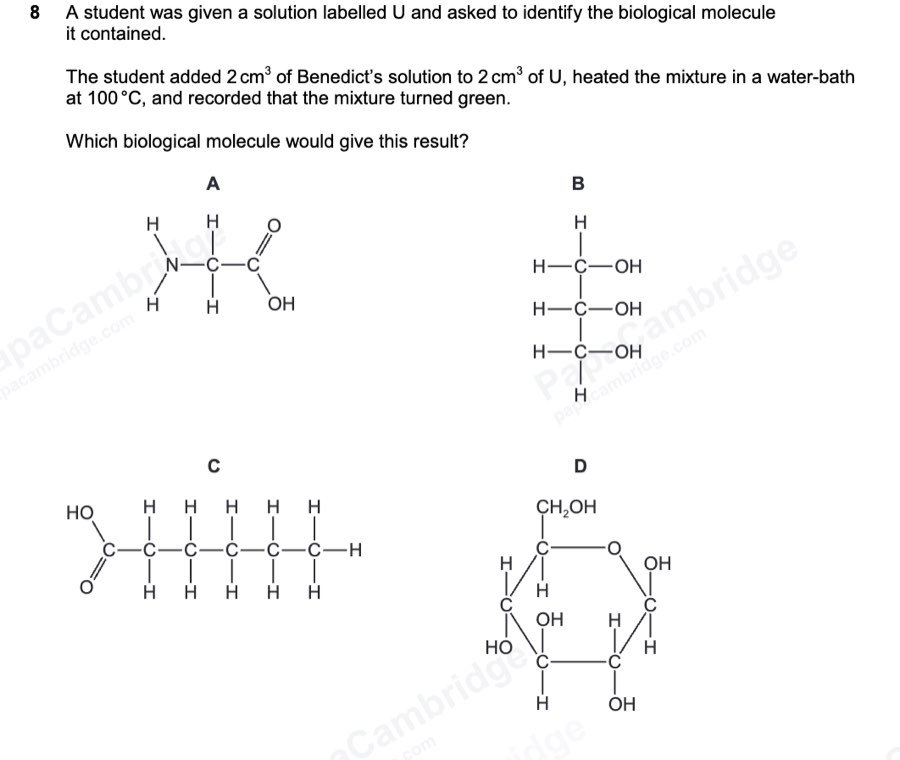 8 A student was given a solution labelled U and asked to identify the biological molecule
it contained.
The student added 2 cm³ of Benedict's solution to 2 cm³ of U, heated the mixture in a water-bath
at 100 °C, and recorded that the mixture turned green.
Which biological molecule would give this result?
A
H H O
N C C
H H OH
B
H
H C OH
H C OH
H C OH
H
C
HO H H H H H
C C C C C C H
O H H H H H
D
CH₂OH
C O
H H OH
C C
OH H
HO H
C C
H OH
PapaCambridge
papacambridge.com